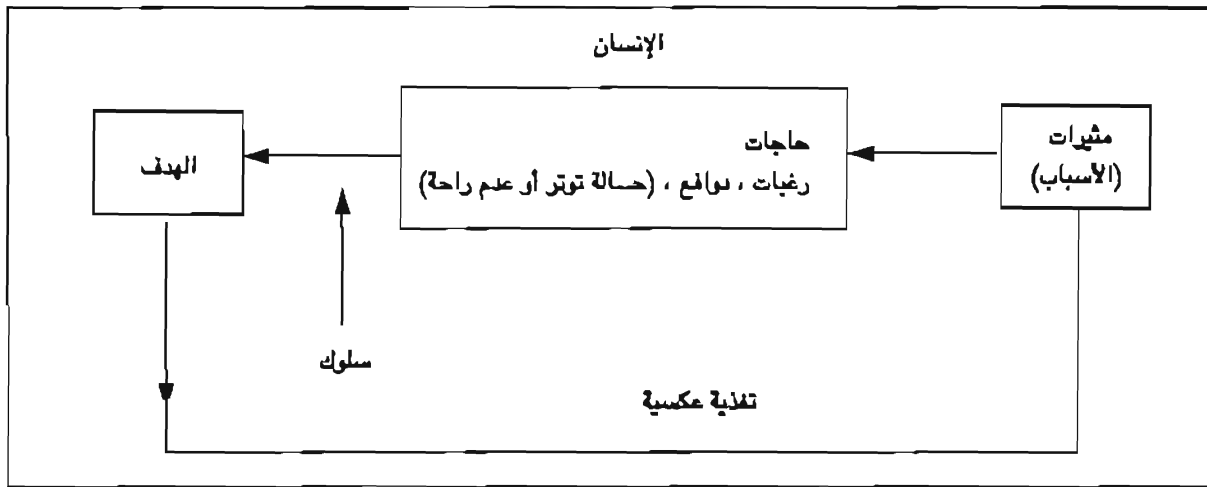 الإنسان
مثيرات
(الأسباب)
حاجات
رغبات ، دوافع ، (حالة توتر أو عدم راحة)
الهدف
سلوك
تغذية عكسية